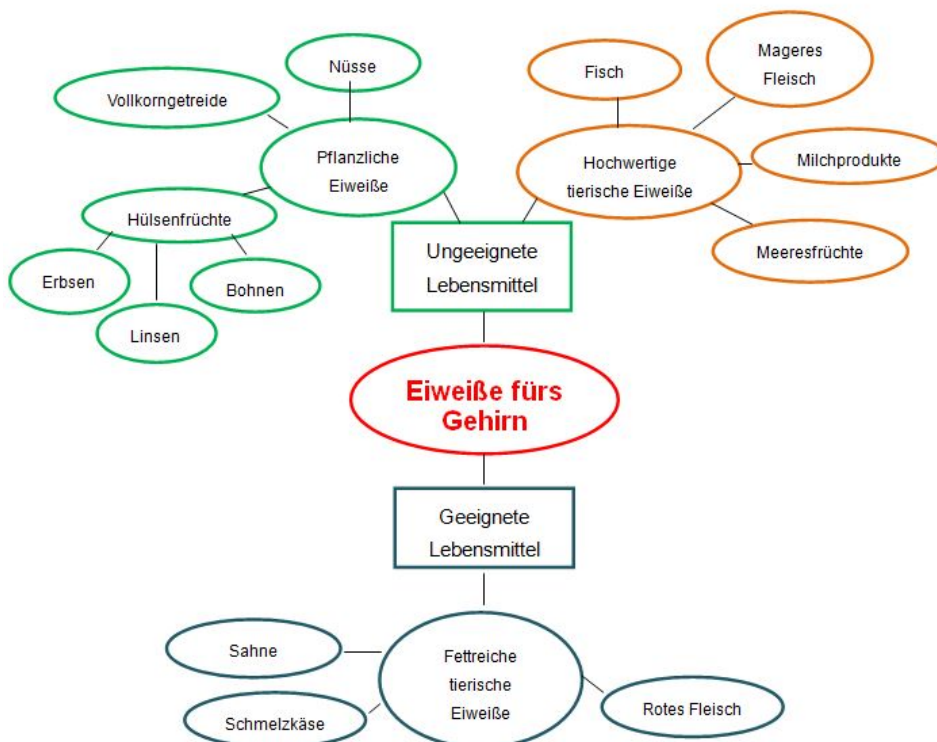 Nüsse
Vollkorngetreide
Pflanzliche
Eiweiße
Hülsenfrüchte
Erbsen
Linsen
Bohnen
Fisch
Mageres
Fleisch
Hochwertige
tierische Eiweiße
Milchprodukte
Meeresfrüchte
Ungeeignete
Lebensmittel
Eiweiße fürs
Gehirn
Geeignete
Lebensmittel
Sahne
Fettreiche
tierische
Eiweiße
Schmelzkäse
Rotes Fleisch